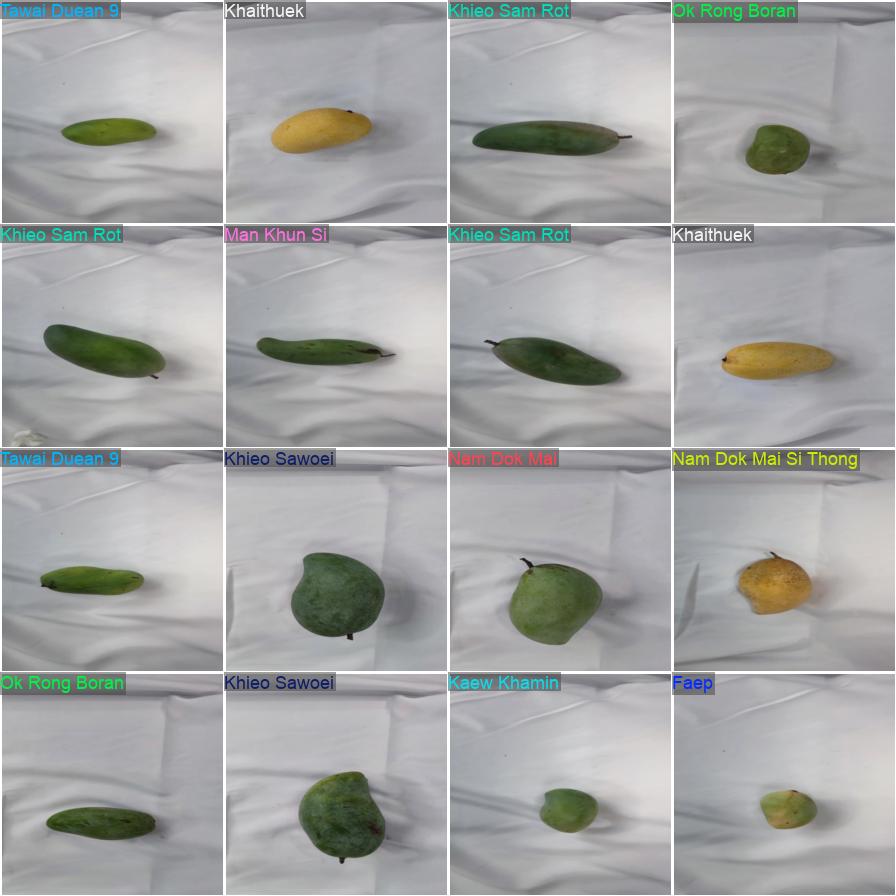 Tawai Duean 9
Khaithuek
Khieo Sam Rot
Ok Rong Boran
Khieo Sam Rot
Man Khun Si
Khieo Sam Rot
Khaithuek
Tawai Duean 9
Khieo Sawoei
Nam Dok Mai
Nam Dok Mai Si Thong
Ok Rong Boran
Khieo Sawoei
Kaew Khamin
Faep